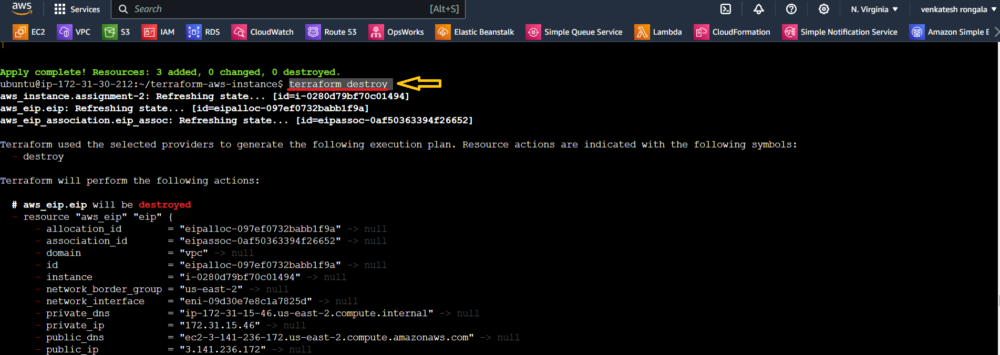 aws Services Search [Alt+S] N. Virginia venkatesh rongala
EC2 VPC S3 IAM RDS CloudWatch Route 53 OpsWorks Elastic Beanstalk Simple Queue Service Lambda CloudFormation Simple Notification Service Amazon Simple E
Apply complete! Resources: 3 added, 0 changed, 0 destroyed.
ubuntu@ip-172-31-30-212:~/terraform-aws-instance$ terraform destroy
aws_instance.assignment-2: Refreshing state... [id=i-0280d79bf70c01494]
aws_eip.eip: Refreshing state... [id=eipalloc-097ef0732babb1f9a]
aws_eip_association.eip_assoc: Refreshing state... [id=eipassoc-0af50363394f26652]
Terraform used the selected providers to generate the following execution plan. Resource actions are indicated with the following symbols:
- destroy
Terraform will perform the following actions:
# aws_eip.eip will be destroyed
- resource "aws_eip" "eip" {
- allocation_id = "eipalloc-097ef0732babb1f9a" -> null
- association_id = "eipassoc-0af50363394f26652" -> null
- domain = "vpc" -> null
- id = "eipalloc-097ef0732babb1f9a" -> null
- instance = "i-0280d79bf70c01494" -> null
- network_border_group = "us-east-2" -> null
- network_interface = "eni-09d30e7e8c1a7825d" -> null
- private_dns = "ip-172-31-15-46.us-east-2.compute.internal" -> null
- private_ip = "172.31.15.46" -> null
- public_dns = "ec2-3-141-236-172.us-east-2.compute.amazonaws.com" -> null
- public_ip = "3.141.236.172" -> null